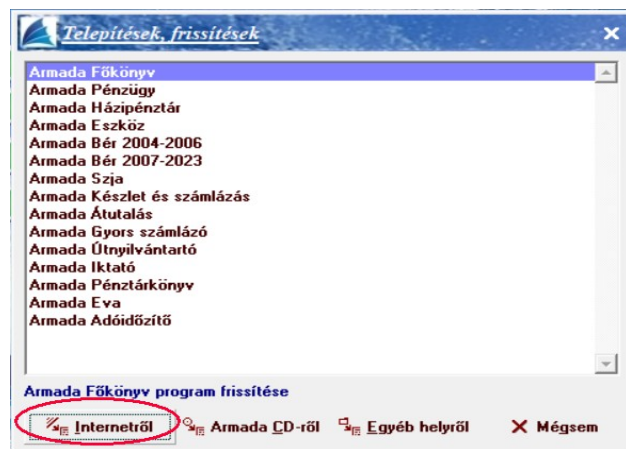 Telepítések, frissítések
Armada Főkönyv
Armada Pénzügy
Armada Házipénztár
Armada Eszköz
Armada Bér 2004-2006
Armada Bér 2007-2023
Armada Szja
Armada Készlet és számlázás
Armada Átutalás
Armada Gyors számlázó
Armada Útnyilvántartó
Armada Iktató
Armada Pénztárkönyv
Armada Eva
Armada Adóidőzítő
Armada Főkönyv program frissítése
Internetről Armada CD-ről Egyéb helyről Mégsem